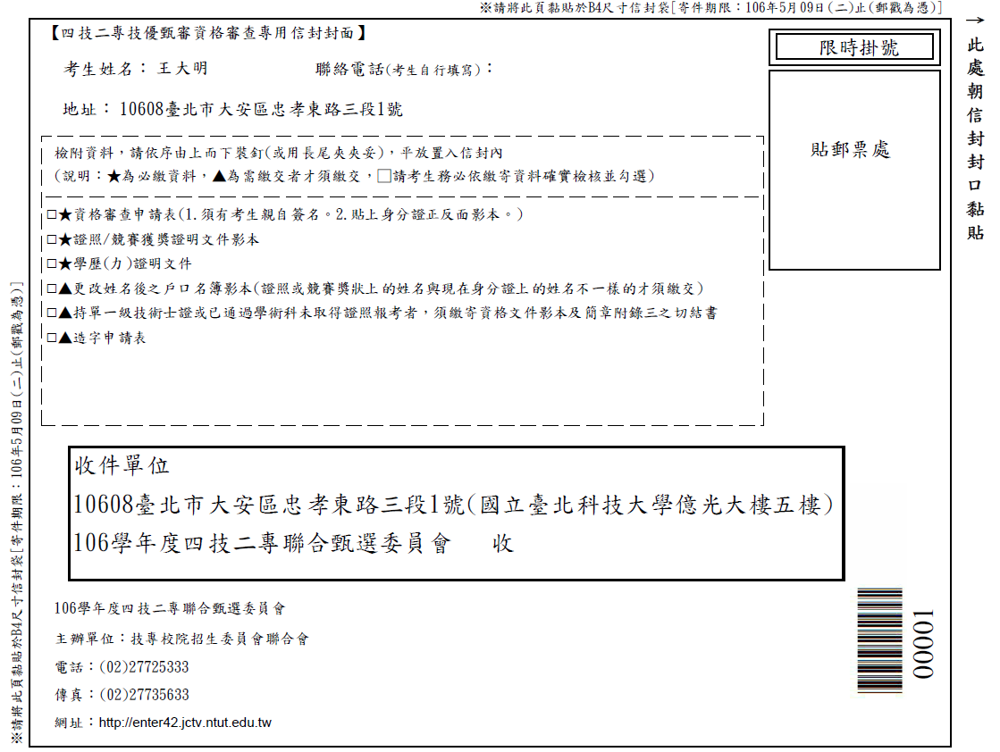 ※請將此頁黏貼於B4尺寸信封袋[寄件期限：106年5月09日(二)止(郵戳為憑)]
【四技二專技優甄審資格審查專用信封封面】
限時掛號
考生姓名： 王大明 聯絡電話(考生自行填寫)：
地址： 10608臺北市大安區忠孝東路三段1號
貼郵票處
→此處朝信封封口黏貼
檢附資料，請依序由上而下裝釘(或用長尾夾夾妥)，平放置入信封內
(說明：★為必繳資料，▲為需繳交者才須繳交，□請考生務必依繳寄資料確實檢核並勾選)
□★資格審查申請表(1.須有考生親自簽名。2.貼上身分證正反面影本。)
□★證照/競賽獲獎證明文件影本
□★學歷(力)證明文件
□▲更改姓名後之戶口名簿影本(證照或競賽獎狀上的姓名與現在身分證上的姓名不一樣的才須繳交)
□▲持單一級技術士證或已通過學術科未取得證照報考者，須繳寄資格文件影本及簡章附錄三之切結書
□▲造字申請表
※請將此頁黏貼於B4尺寸信封袋[寄件期限：106年5月09日(二)止(郵戳為憑)]
收件單位
10608臺北市大安區忠孝東路三段1號(國立臺北科技大學億光大樓五樓)
106學年度四技二專聯合甄選委員會 收
106學年度四技二專聯合甄選委員會
主辦單位：技專校院招生委員會聯合會
電話：(02)27725333
傳真：(02)27735633
網址：http://enter42.jctv.ntut.edu.tw
00001